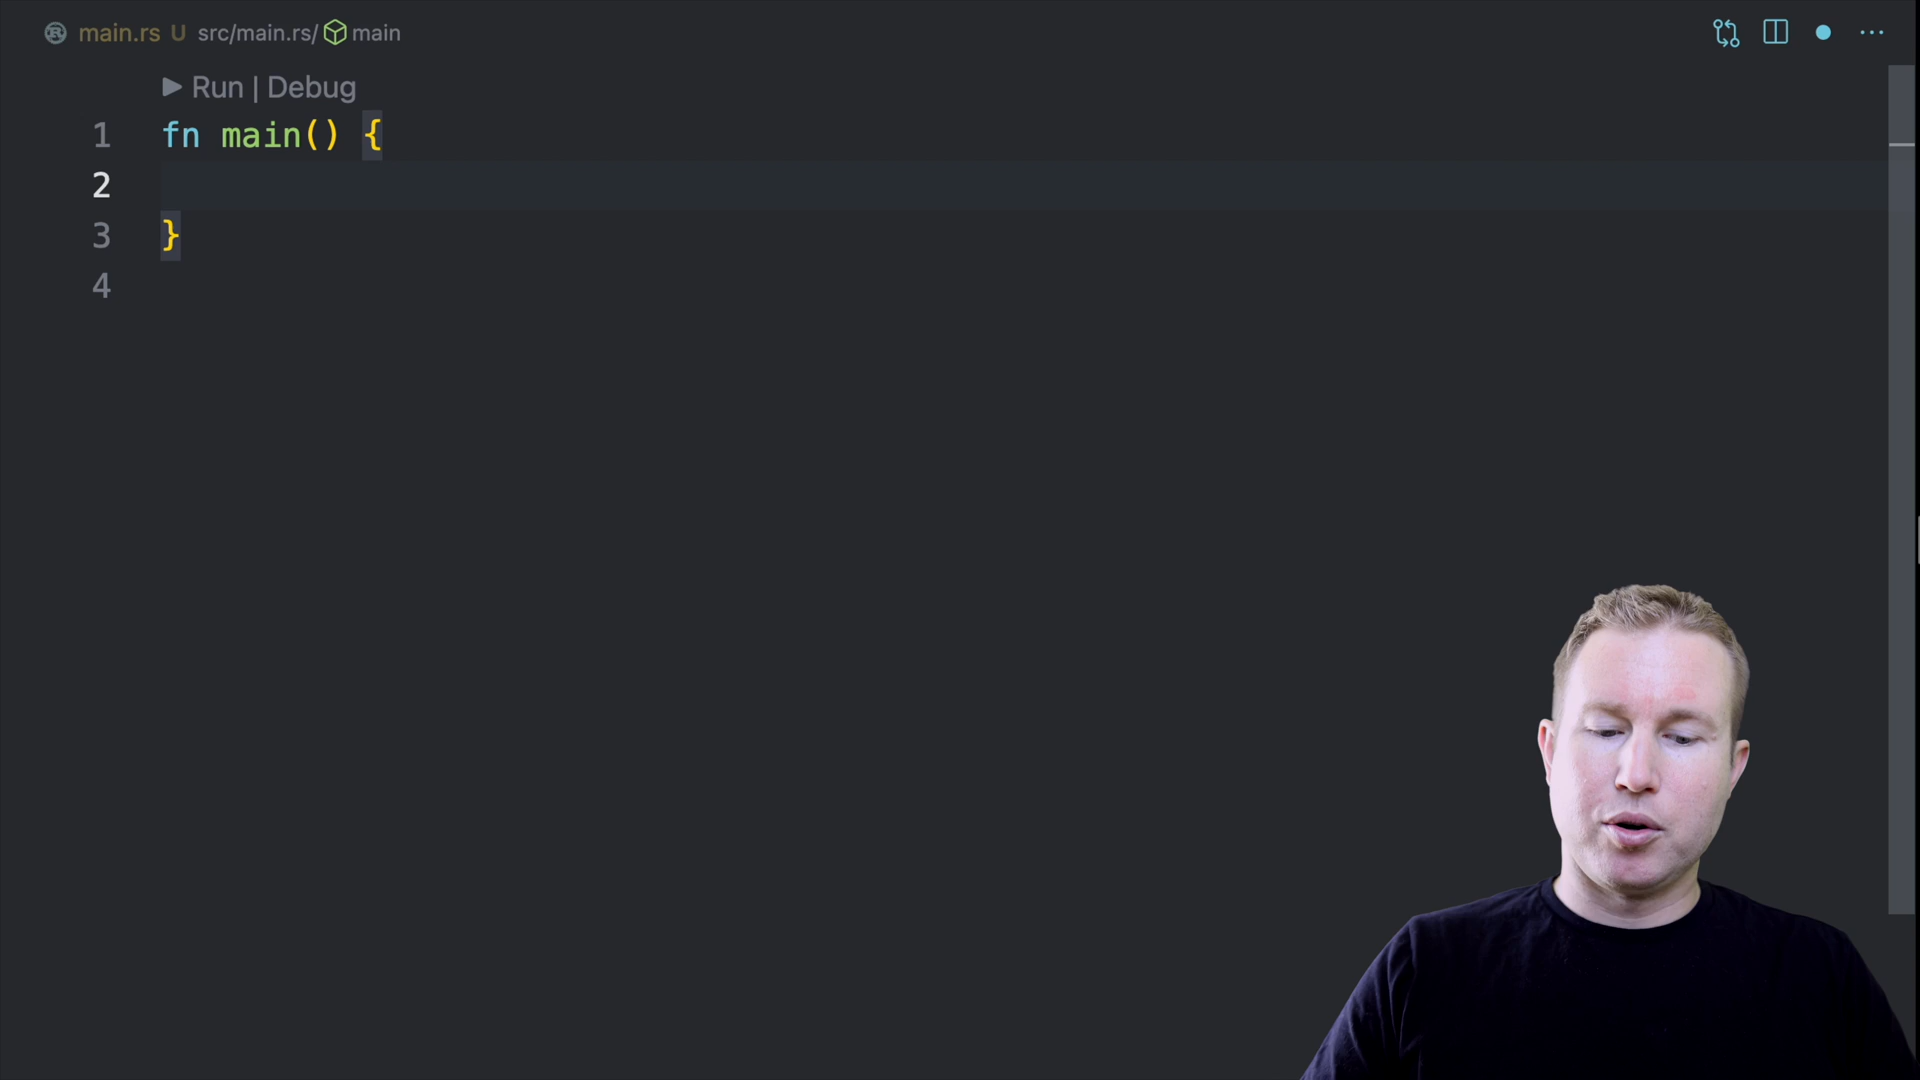 main.rs U src/main.rs/ main
Run | Debug
1 fn main() {
2
3 }
4